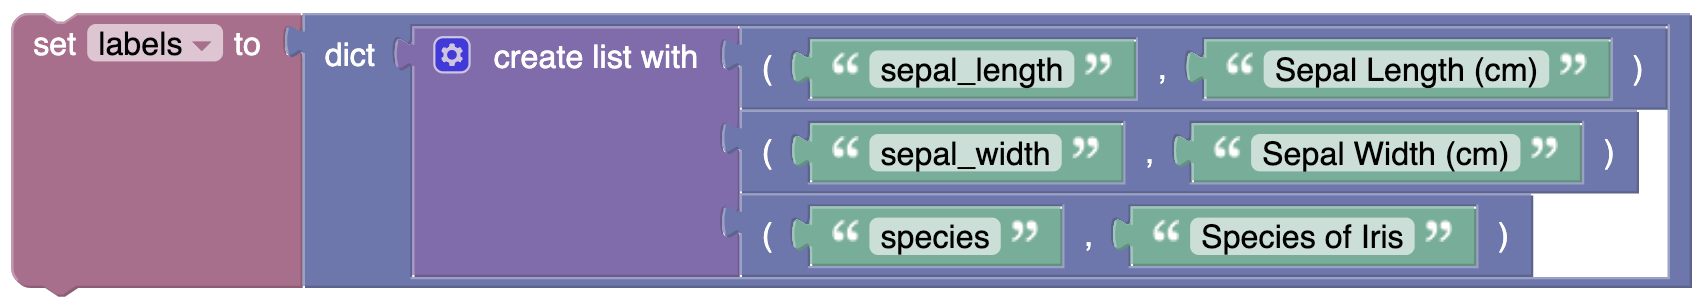 set labels to dict create list with ( “ sepal_length ” , “ Sepal Length (cm) ” )
( “ sepal_width ” , “ Sepal Width (cm) ” )
( “ species ” , “ Species of Iris ” )